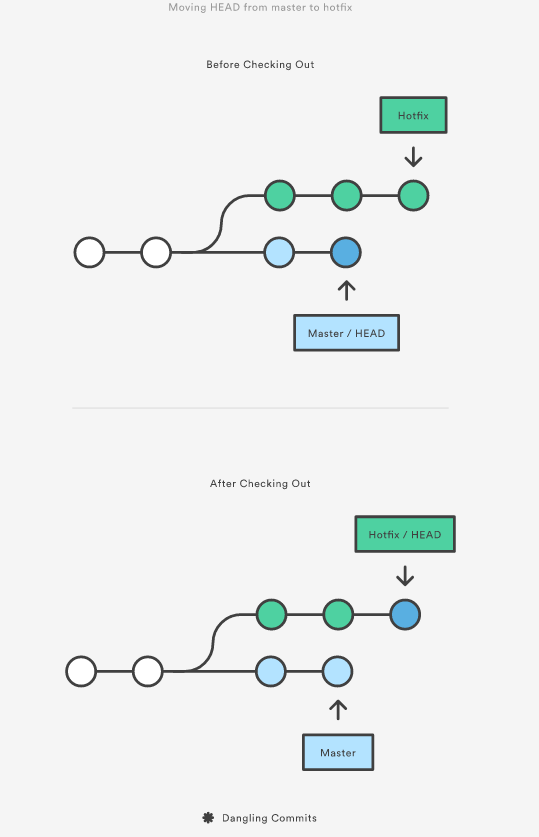 Moving HEAD from master to hotfix
Before Checking Out
Hotfix
Master / HEAD
After Checking Out
Hotfix / HEAD
Master
Dangling Commits